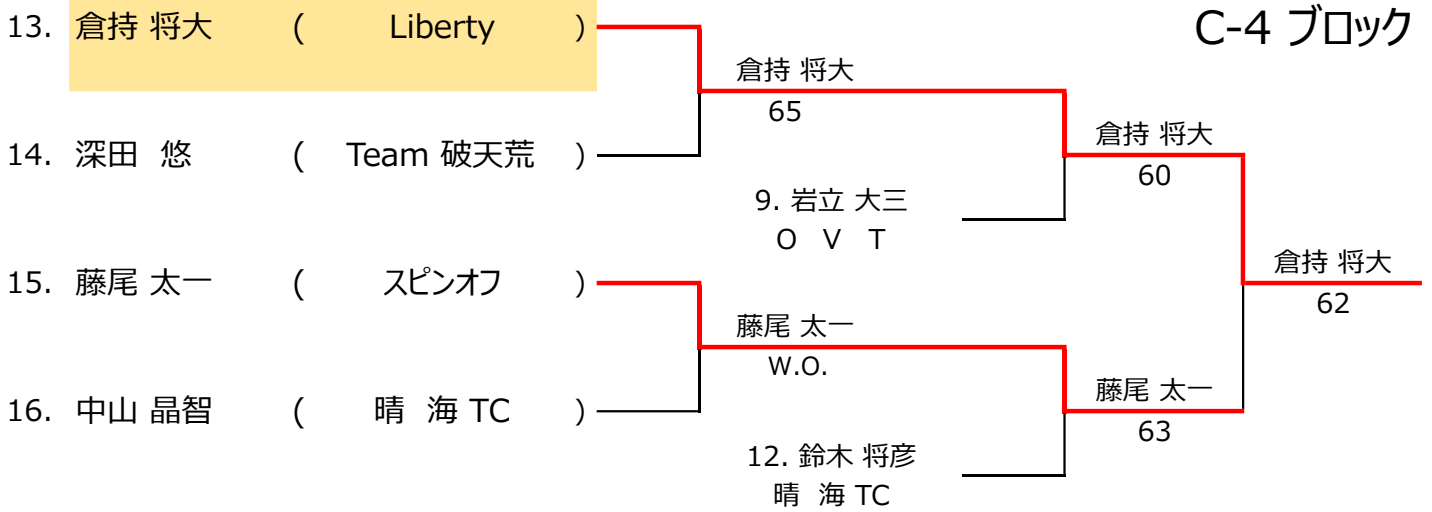 C-4 ブロック
13. 倉持 将大 ( Liberty )
倉持 将大
65
倉持 将大
60
14. 深田 悠 ( Team 破天荒 )
9. 岩立 大三
O V T
倉持 将大
62
15. 藤尾 太一 ( スピンオフ )
藤尾 太一
W.O.
藤尾 太一
63
16. 中山 晶智 ( 晴 海 TC )
12. 鈴木 将彦
晴 海 TC